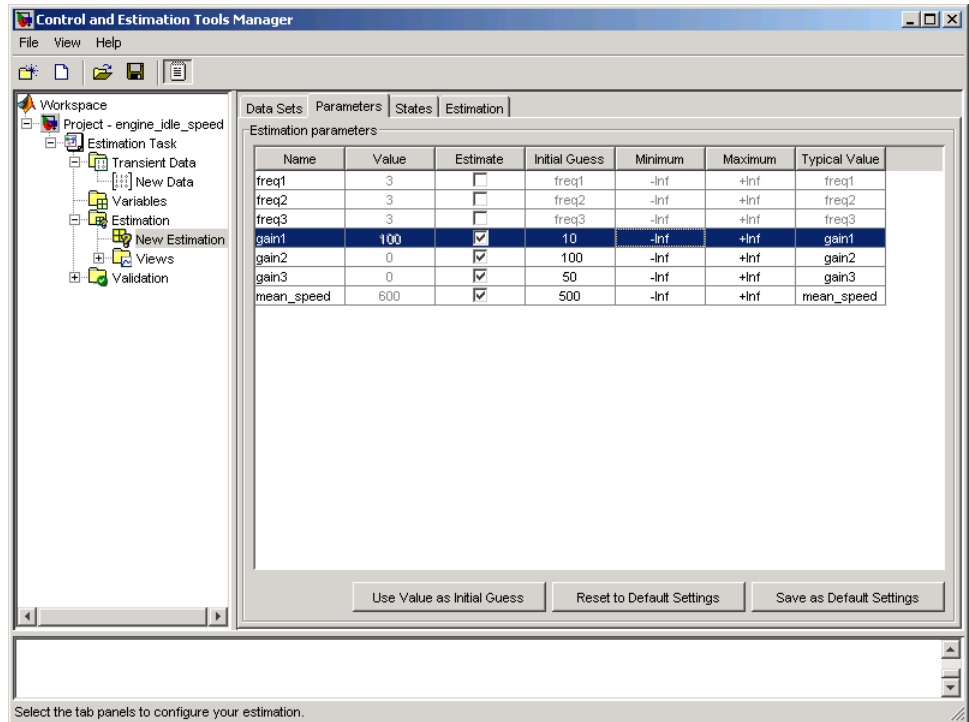 Control and Estimation Tools Manager
File View Help
Workspace
Project - engine_idle_speed
Estimation Task
Transient Data
New Data
Variables
Estimation
New Estimation
Views
Validation
Data Sets Parameters States Estimation
Estimation parameters
Name Value Estimate Initial Guess Minimum Maximum Typical Value
freq1 3 freq1 -Inf +Inf freq1
freq2 3 freq2 -Inf +Inf freq2
freq3 3 freq3 -Inf +Inf freq3
gain1 100 10 -Inf +Inf gain1
gain2 0 100 -Inf +Inf gain2
gain3 0 50 -Inf +Inf gain3
mean_speed 600 500 -Inf +Inf mean_speed
Use Value as Initial Guess Reset to Default Settings Save as Default Settings
Select the tab panels to configure your estimation.